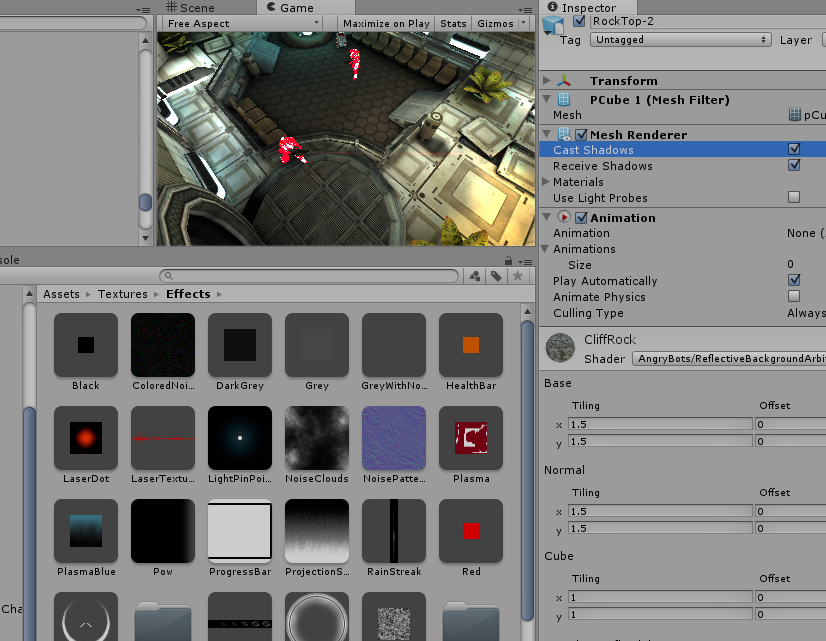 Scene
Game
Inspector
Free Aspect
Maximize on Play
Stats
Gizmos
RockTop-2
Tag
Untagged
Layer
Transform
PCube 1 (Mesh Filter)
Mesh
pCu
Mesh Renderer
Cast Shadows
Receive Shadows
Materials
Use Light Probes
Animation
Animation
None (
Animations
Size
0
Play Automatically
Animate Physics
Culling Type
Always
sole
Assets
Textures
Effects
Black
ColoredNoi...
DarkGrey
Grey
GreyWithNo...
HealthBar
LaserDot
LaserTextu...
LightPinPoi...
NoiseClouds
NoisePatte...
Plasma
PlasmaBlue
Pow
ProgressBar
ProjectionS...
RainStreak
Red
Cha
CliffRock
Shader
AngryBots/ReflectiveBackgroundArbit
Base
Tiling
Offset
x
1.5
0
y
1.5
0
Normal
Tiling
Offset
x
1.5
0
y
1.5
0
Cube
Tiling
Offset
x
1
0
y
1
0